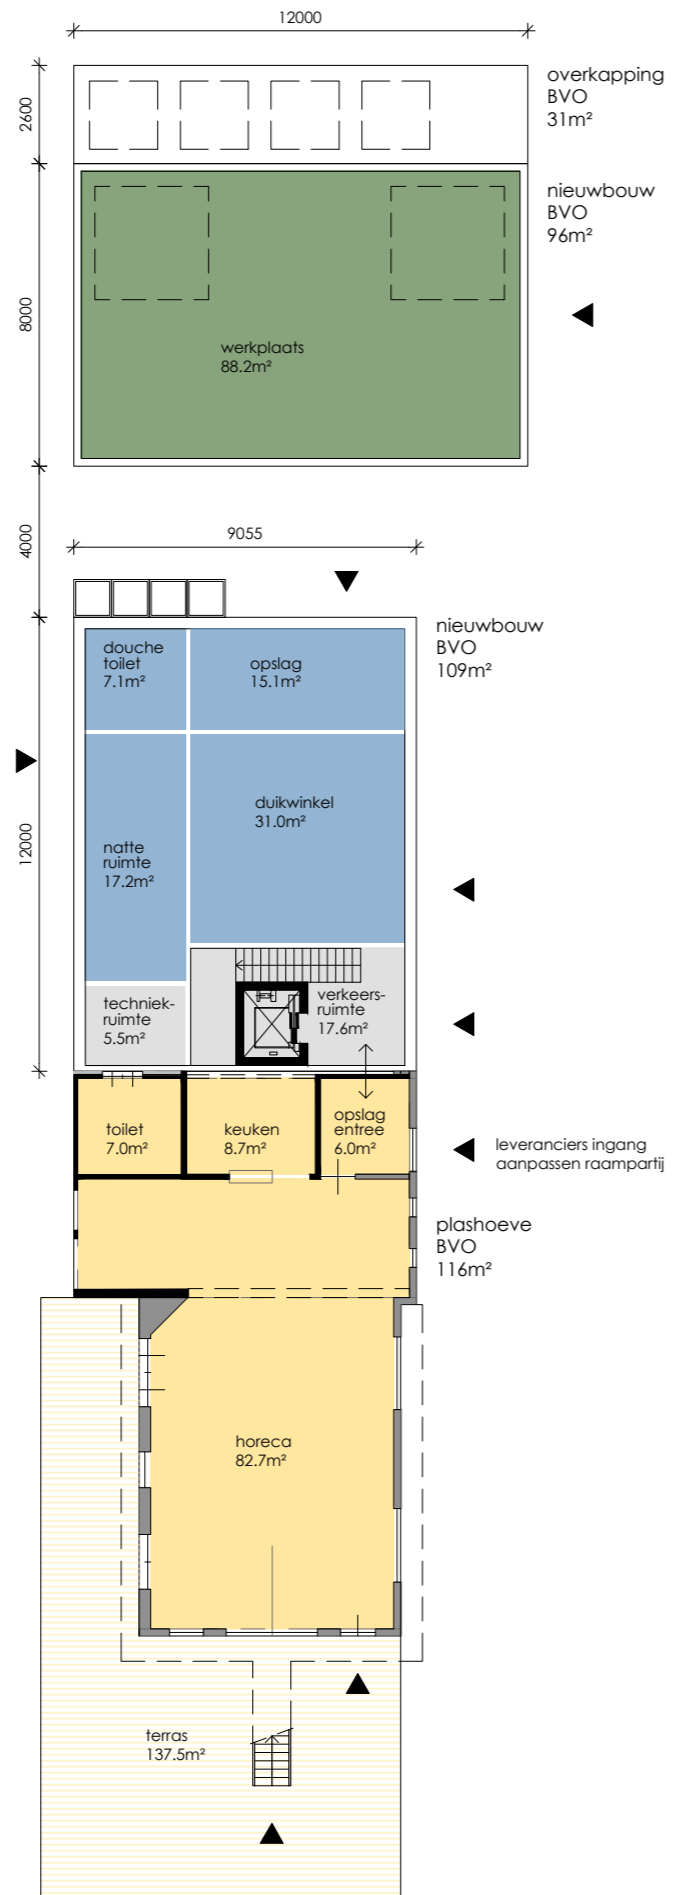 12000
overkapping
BVO
31m²
2600
nieuwbouw
BVO
96m²
8000
werkplaats
88.2m²
4000
9055
nieuwbouw
BVO
109m²
douche
toilet
7.1m²
opslag
15.1m²
duikwinkel
31.0m²
12000
natte
ruimte
17.2m²
techniek-
ruimte
5.5m²
verkeers-
ruimte
17.6m²
toilet
7.0m²
keuken
8.7m²
opslag
entree
6.0m²
leveranciers ingang
aanpassen raampartij
plashoeve
BVO
116m²
horeca
82.7m²
terras
137.5m²